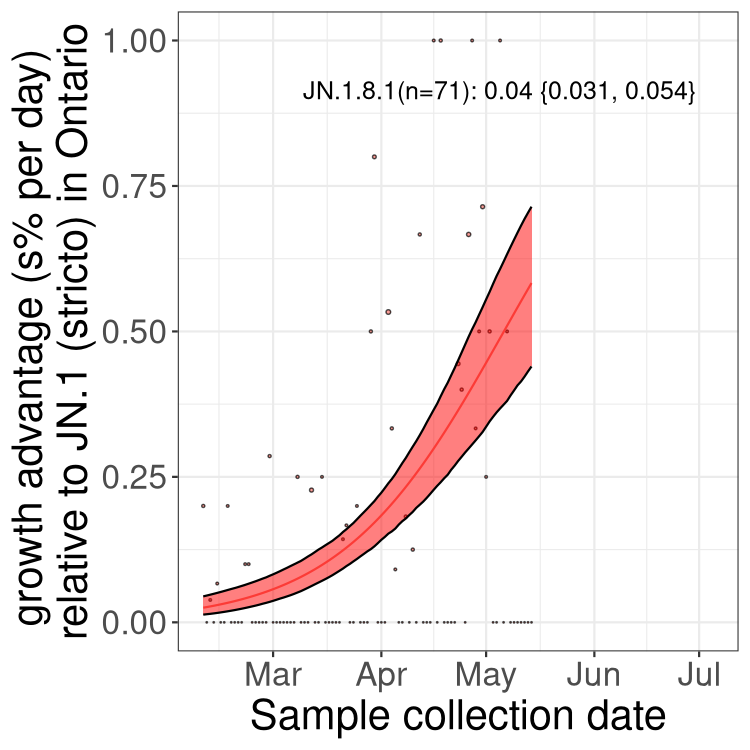 growth advantage (s% per day)
relative to JN.1 (stricto) in Ontario
1.00
0.75
0.50
0.25
0.00
JN.1.8.1(n=71): 0.04 {0.031, 0.054}
Mar Apr May Jun Jul
Sample collection date